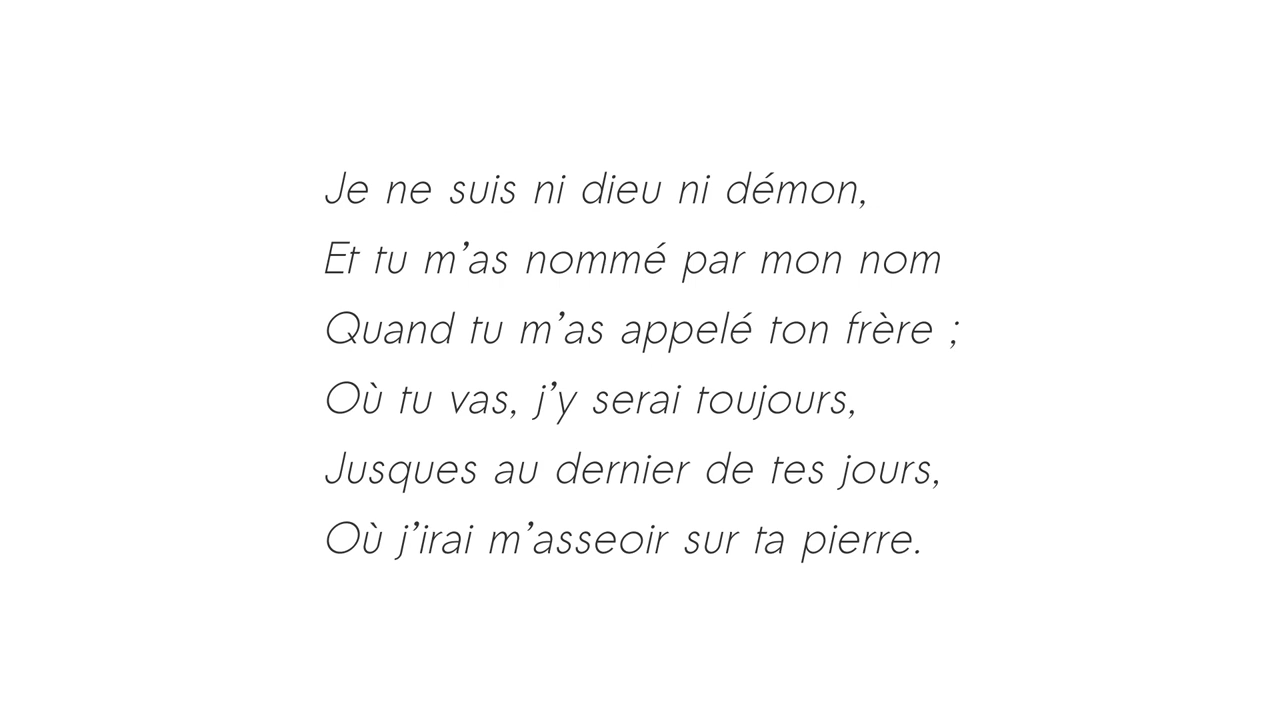 Je ne suis ni dieu ni démon,
Et tu m’as nommé par mon nom
Quand tu m’as appelé ton frère ;
Où tu vas, j’y serai toujours,
Jusques au dernier de tes jours,
Où j’irai m’asseoir sur ta pierre.